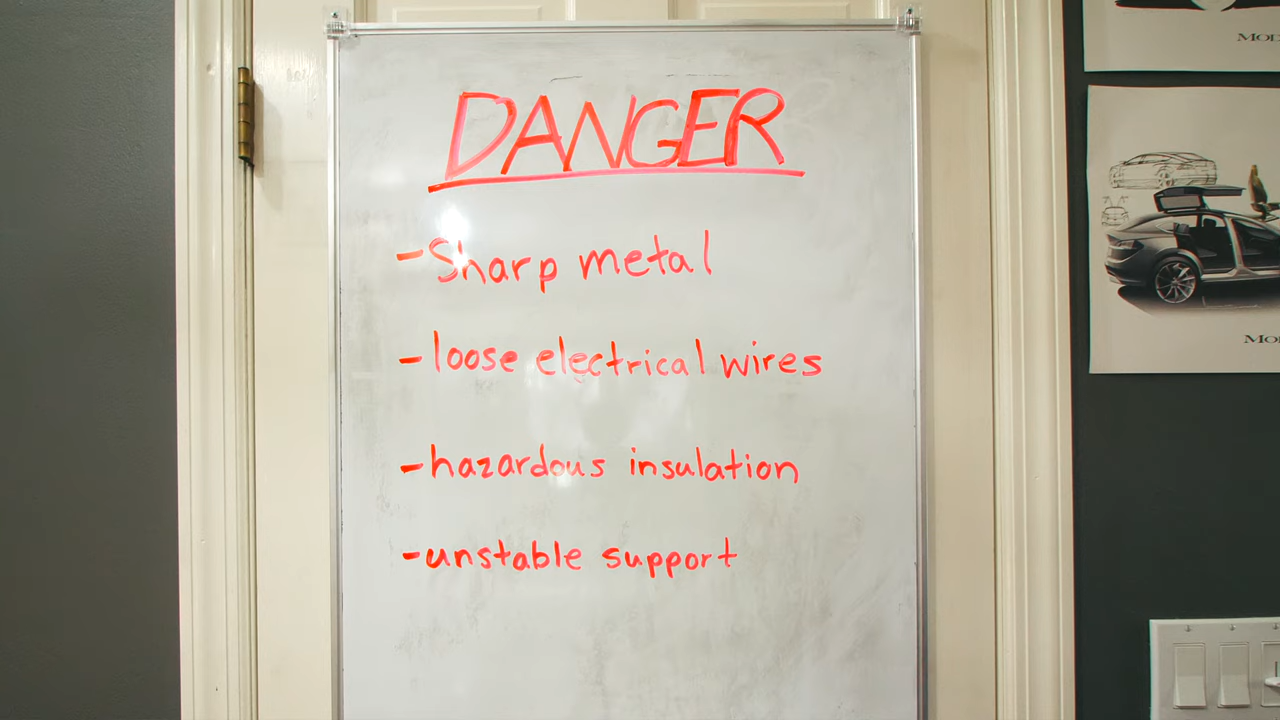 DANGER
- Sharp metal
- loose electrical wires
- hazardous insulation
- unstable support